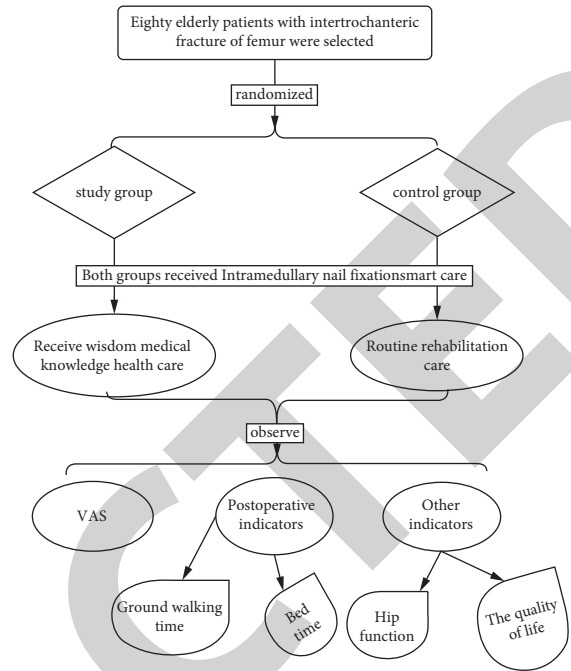 Eighty elderly patients with intertrochanteric
fracture of femur were selected
randomized
study group
control group
Both groups received Intramedullary nail fixationsmart care
Receive wisdom medical
knowledge health care
Routine rehabilitation
care
observe
VAS
Postoperative
indicators
Other
indicators
Ground walking
time
Bed
time
Hip
function
The quality
of life
CTED